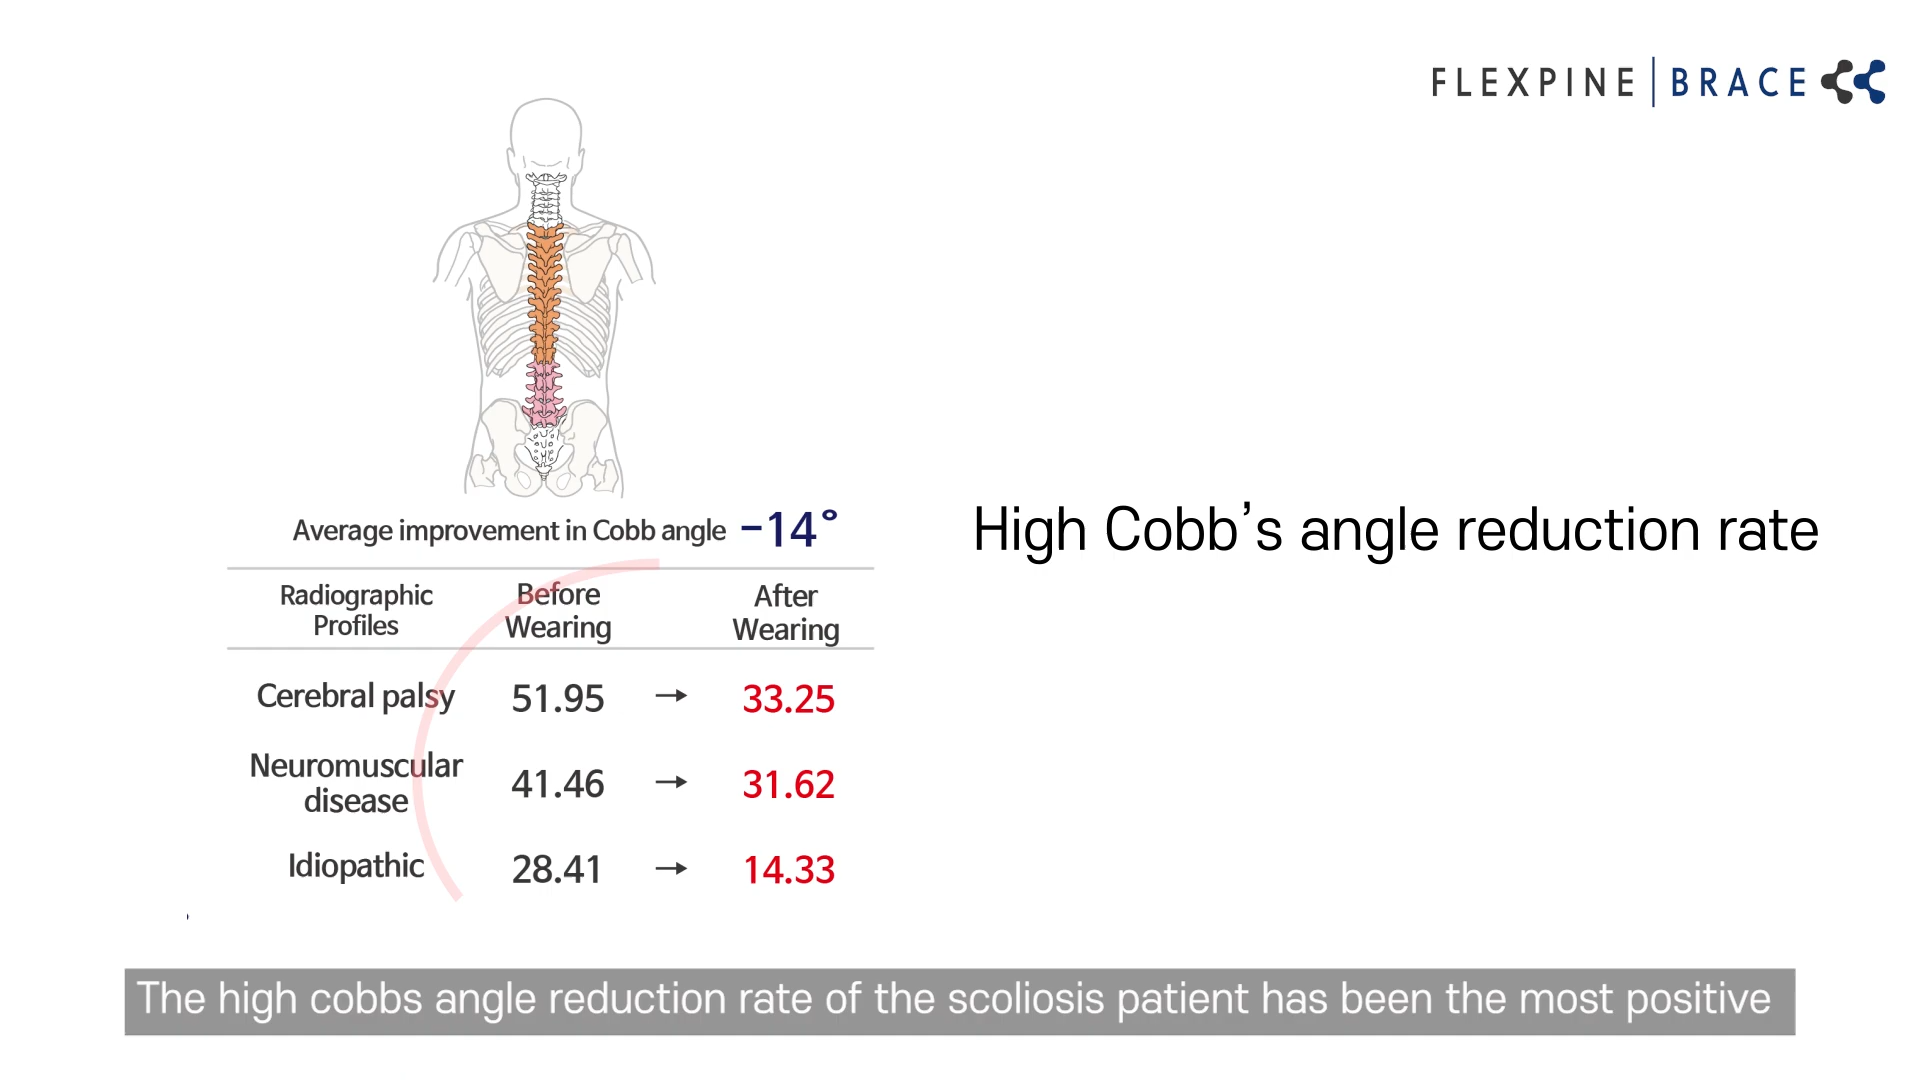 FLEXPINE | BRACE
Average improvement in Cobb angle -14°
High Cobb's angle reduction rate
Radiographic Profiles
Before Wearing
After Wearing
Cerebral palsy 51.95 → 33.25
Neuromuscular disease 41.46 → 31.62
Idiopathic 28.41 → 14.33
The high cobbs angle reduction rate of the scoliosis patient has been the most positive